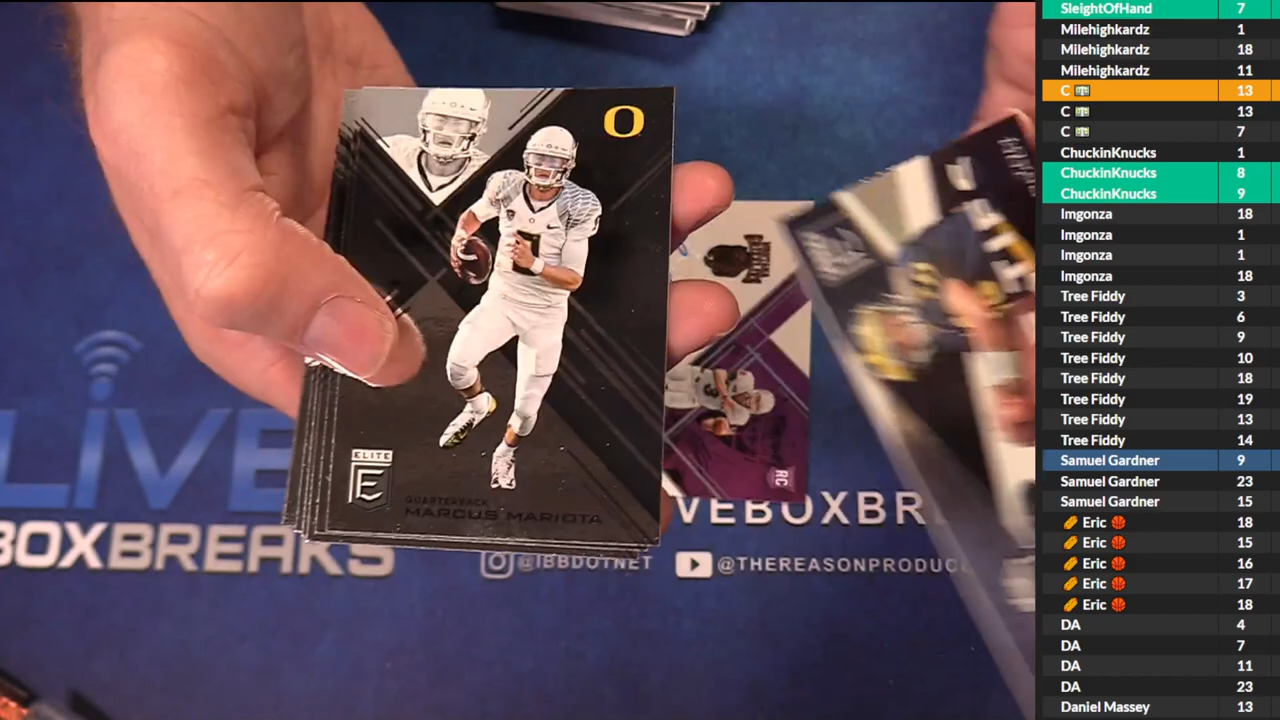 O
ELITE
E
QUARTERBACK
MARCUS MARIOTA
RC
LIVE
BOXBREAKS
VEBOXBR
@IBBDOTNET
@THEREASONPRODUC
SleightOfHand 7
Milehighkardz 1
Milehighkardz 18
Milehighkardz 11
C 13
C 13
C 7
ChuckinKnucks 1
ChuckinKnucks 8
ChuckinKnucks 9
Imgonza 18
Imgonza 1
Imgonza 1
Imgonza 18
Tree Fiddy 3
Tree Fiddy 6
Tree Fiddy 9
Tree Fiddy 10
Tree Fiddy 18
Tree Fiddy 19
Tree Fiddy 13
Tree Fiddy 14
Samuel Gardner 9
Samuel Gardner 23
Samuel Gardner 15
Eric 18
Eric 15
Eric 16
Eric 17
Eric 18
DA 4
DA 7
DA 11
DA 23
Daniel Massey 13